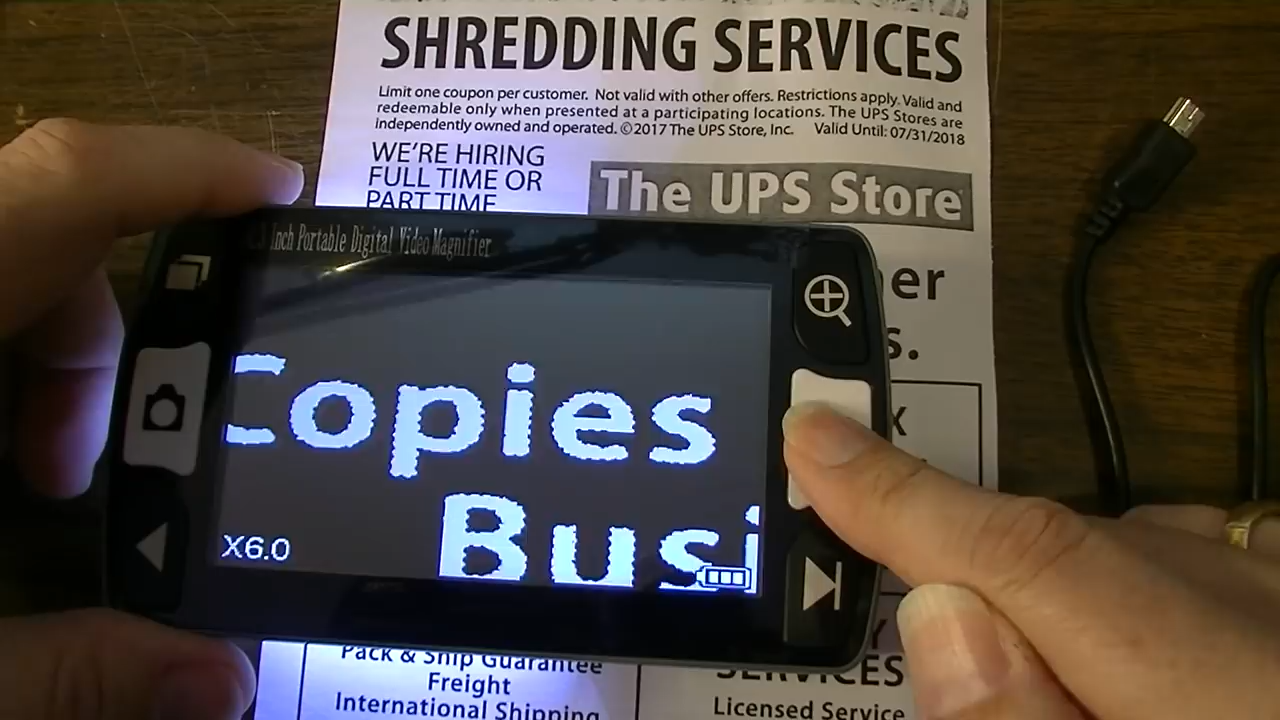 SHREDDING SERVICES
Limit one coupon per customer. Not valid with other offers. Restrictions apply. Valid and
redeemable only when presented at a participating locations. The UPS Stores are
independently owned and operated. ©2017 The UPS Store, Inc. Valid Until: 07/31/2018
WE'RE HIRING
FULL TIME OR
PART TIME
The UPS Store
Inch Portable Digital Video Magnifier
er
s.
Copies
Busi
X6.0
Pack & Ship Guarantee
Freight
International Shipping
SERVICES
Licensed Service